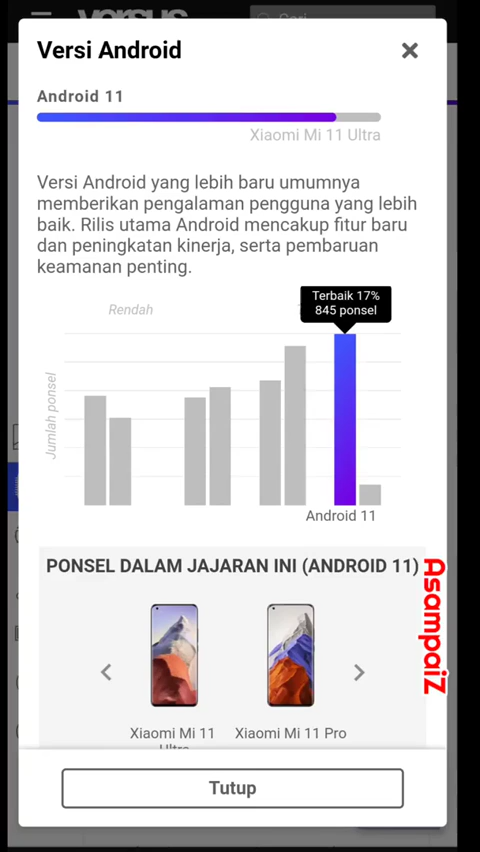 versus
Cari
Versi Android
Android 11
Xiaomi Mi 11 Ultra
Versi Android yang lebih baru umumnya
memberikan pengalaman pengguna yang lebih
baik. Rilis utama Android mencakup fitur baru
dan peningkatan kinerja, serta pembaruan
keamanan penting.
Terbaik 17%
845 ponsel
Rendah
Jumlah ponsel
Android 11
PONSEL DALAM JAJARAN INI (ANDROID 11)
AsampaiZ
Xiaomi Mi 11
Ultra
Xiaomi Mi 11 Pro
Tutup